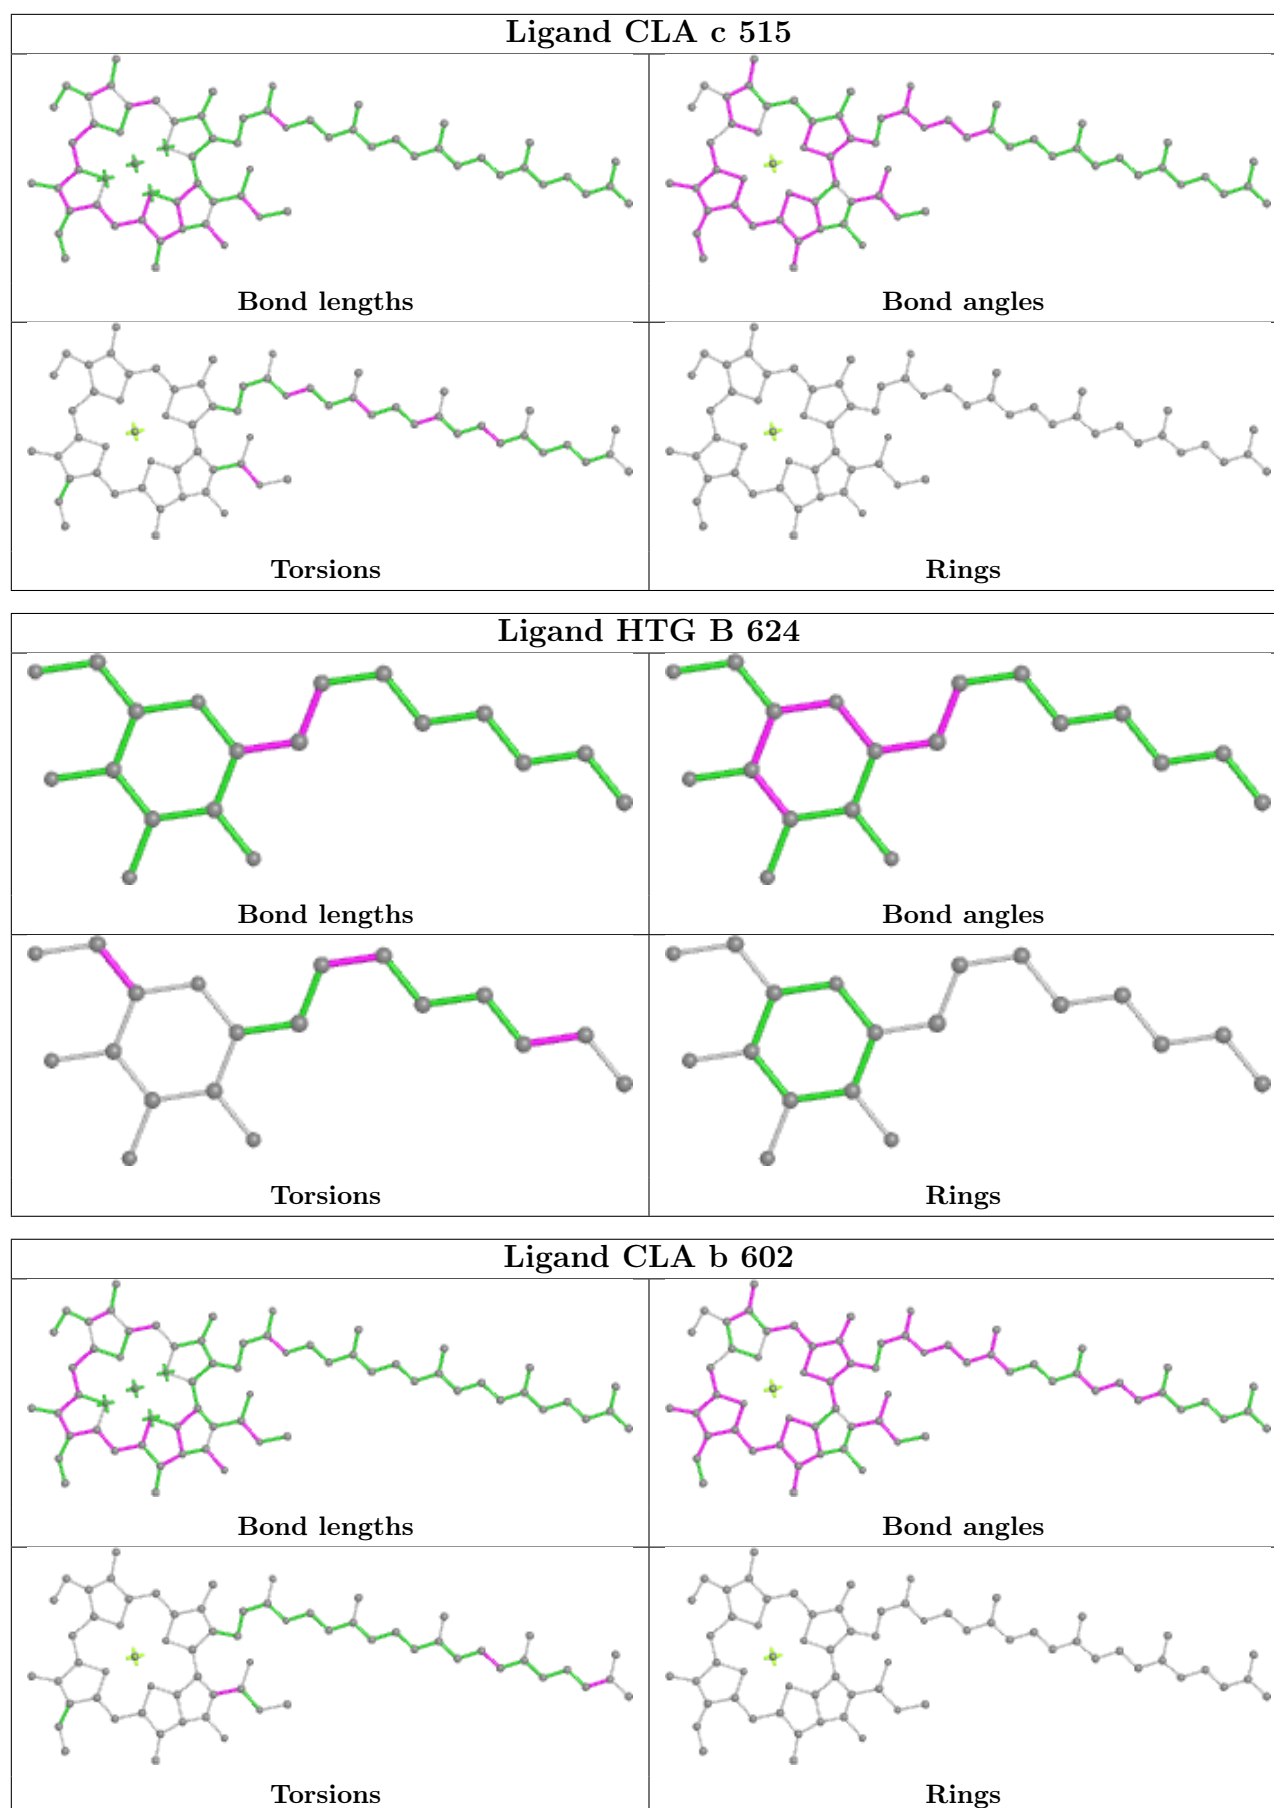 Ligand CLA c 515
Bond lengths
Bond angles
Torsions
Rings
Ligand HTG B 624
Bond lengths
Bond angles
Torsions
Rings
Ligand CLA b 602
Bond lengths
Bond angles
Torsions
Rings